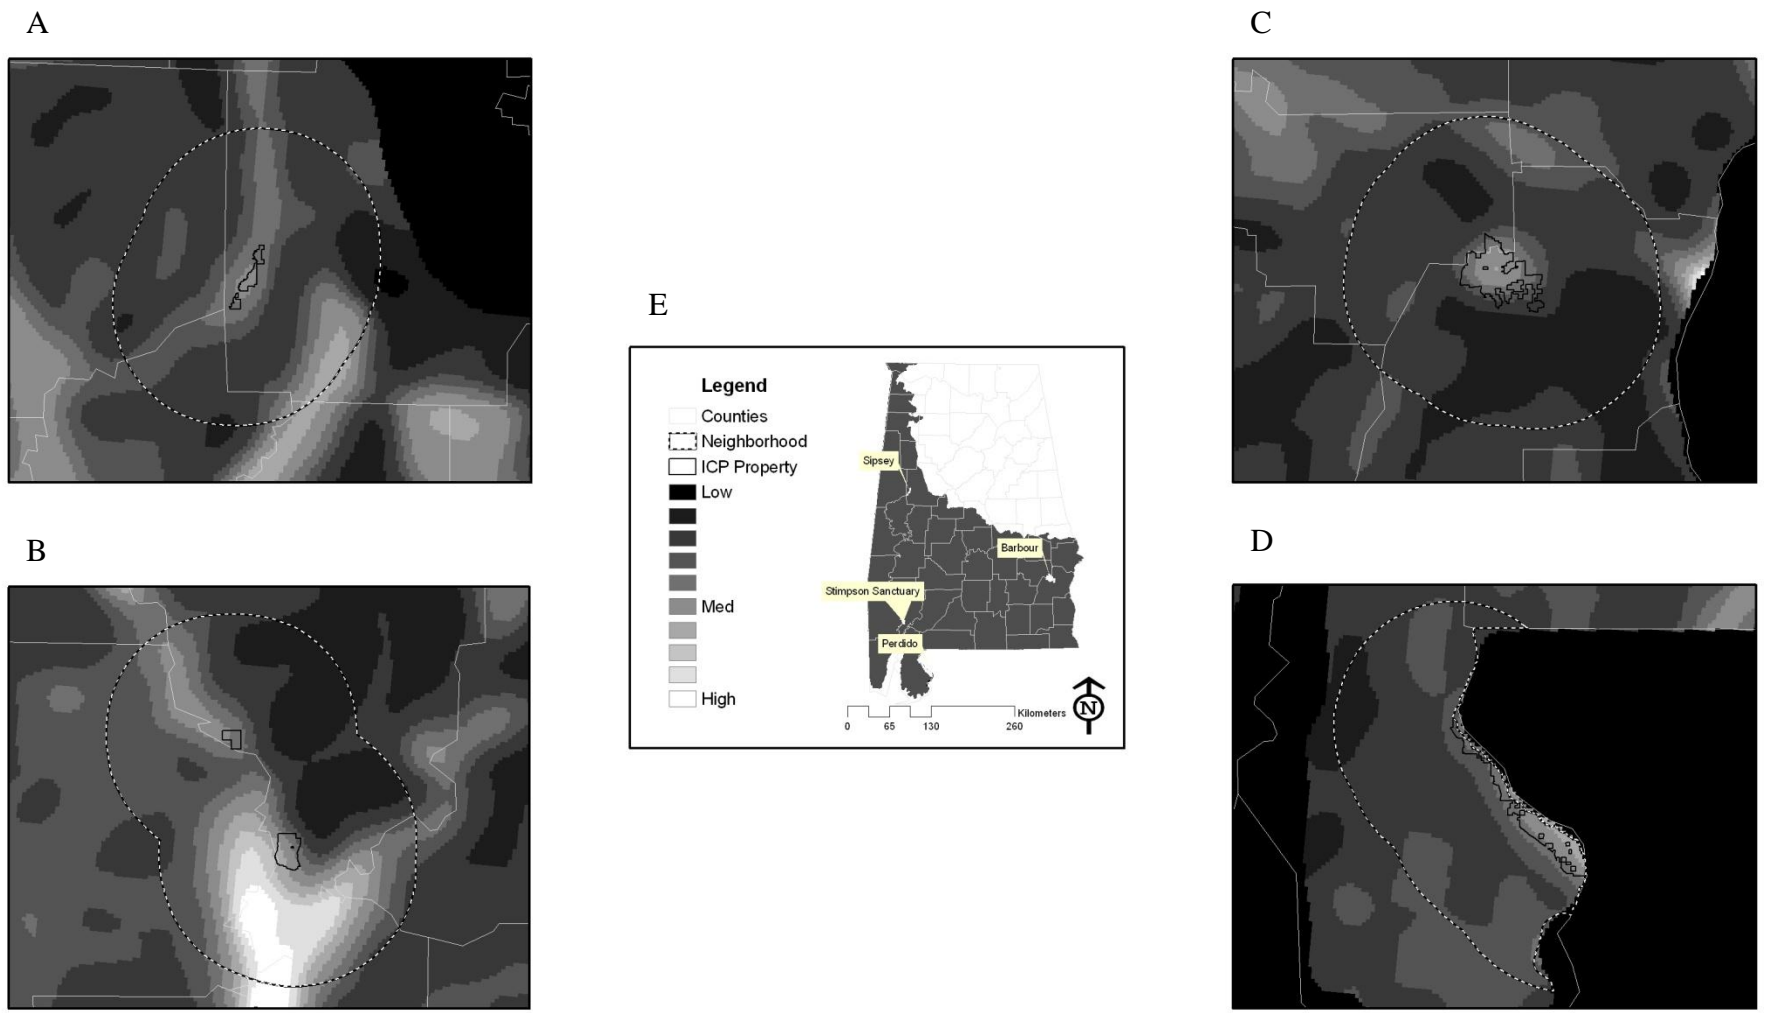 A
C
E
Legend
Counties
Neighborhood
ICP Property
Low
Med
High
Sipsey
Barbour
Stimpson Sanctuary
Perdido
Kilometers
0 65 130 260
N
B
D